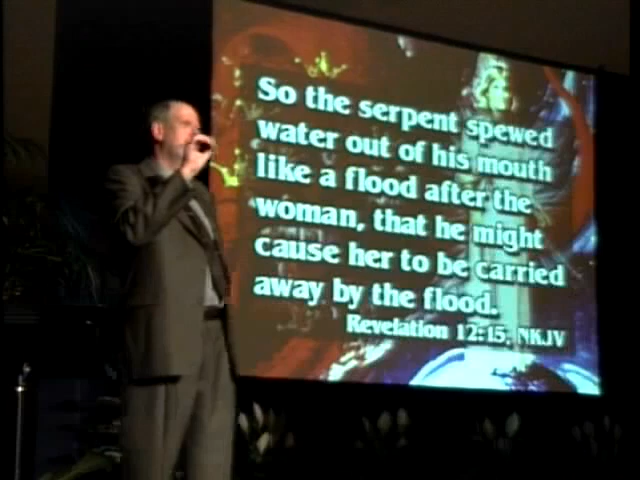 So the serpent spewed
water out of his mouth
like a flood after the
woman, that he might
cause her to be carried
away by the flood.
Revelation 12:15, NKJV